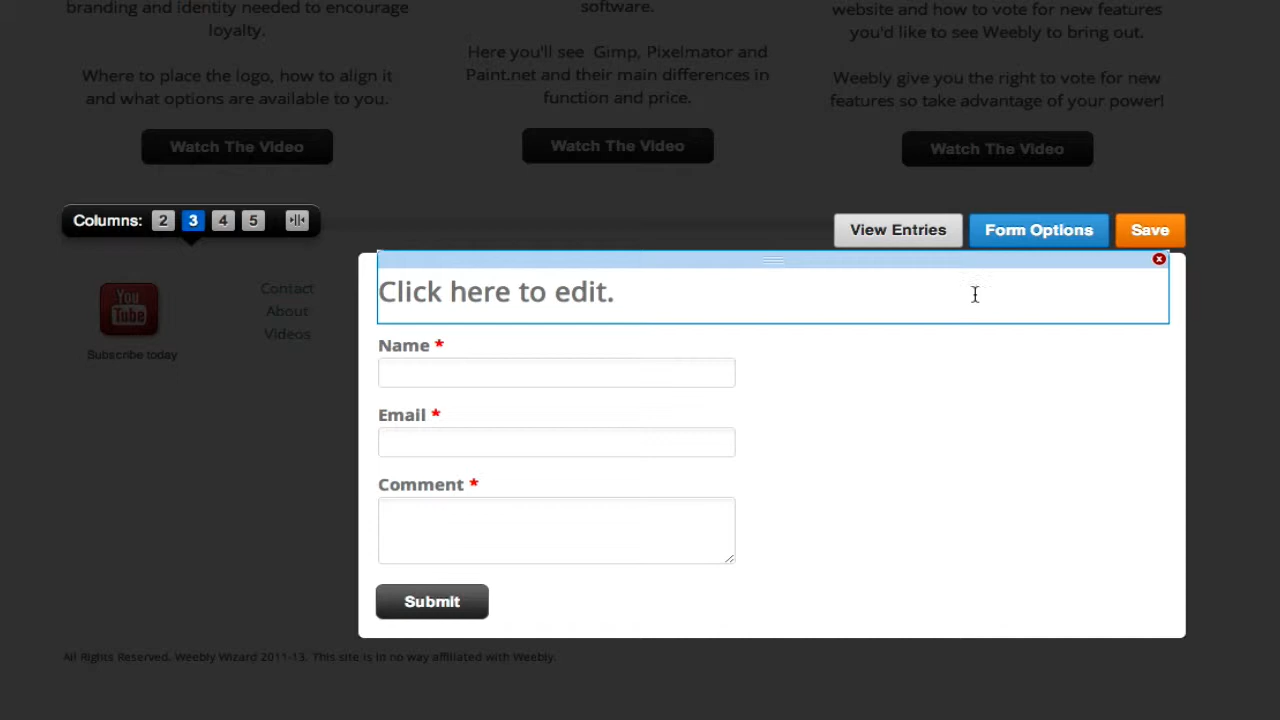 branding and identity needed to encourage
loyalty.
Where to place the logo, how to align it
and what options are available to you.
Watch The Video
software.
Here you'll see Gimp, Pixelmator and
Paint.net and their main differences in
function and price.
Watch The Video
website and how to vote for new features
you'd like to see Weebly to bring out.
Weebly give you the right to vote for new
features so take advantage of your power!
Watch The Video
Columns: 2 3 4 5
View Entries Form Options Save
Click here to edit.
You
Tube
Subscribe today
Contact
About
Videos
Name *
Email *
Comment *
Submit
All Rights Reserved. Weebly Wizard 2011-13. This site is in no way affiliated with Weebly.